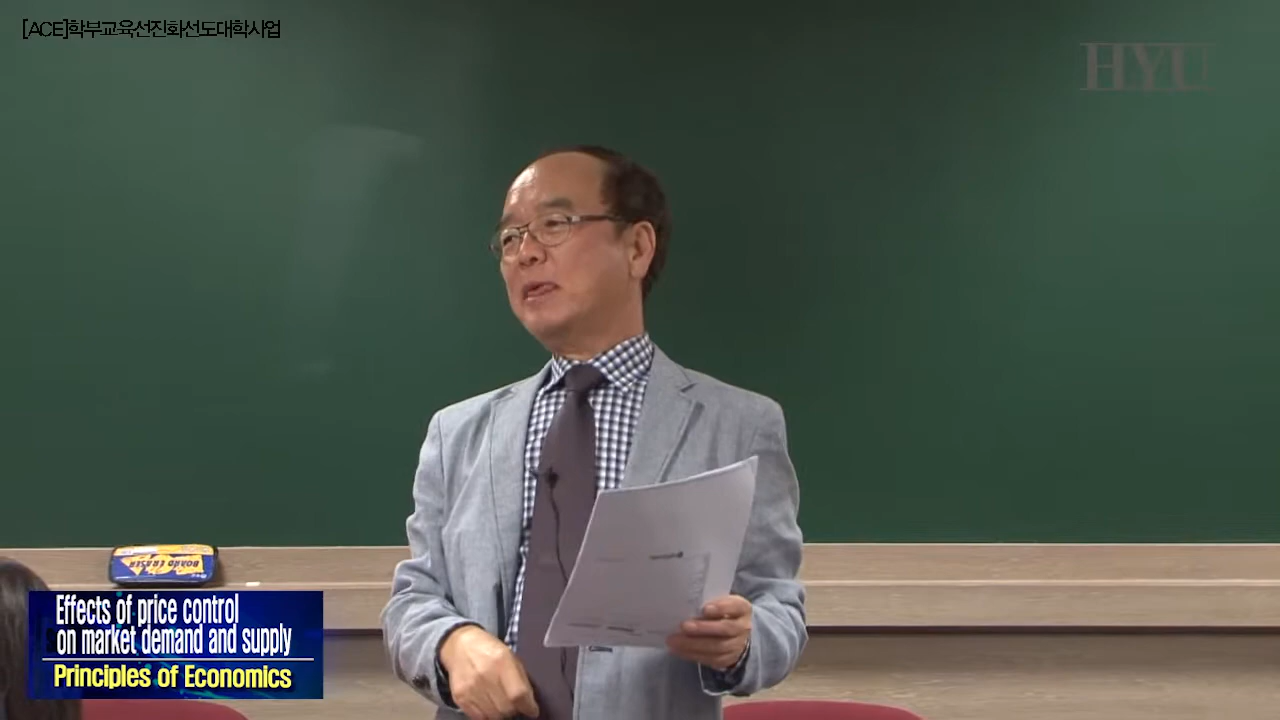 [ACE]학부교육선진화선도대학사업
HYU
BOARD ERASER
Effects of price control
on market demand and supply
Principles of Economics